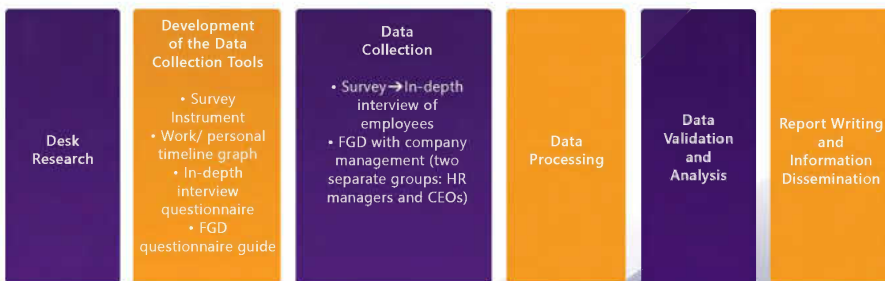 Desk
Research
Development
of the Data
Collection Tools
• Survey
Instrument
• Work/ personal
timeline graph
• In-depth
interview
questionnaire
• FGD
questionnaire guide
Data
Collection
• Survey➔In-depth
interview of
employees
• FGD with company
management (two
separate groups: HR
managers and CEOs)
Data
Processing
Data
Validation
and
Analysis
Report Writing
and
Information
Dissemination